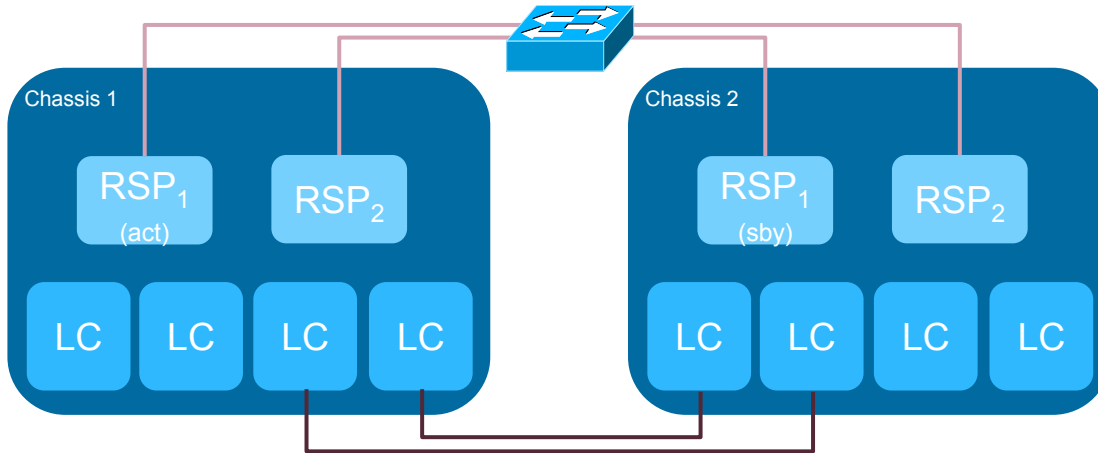 Chassis 1
RSP₁
(act)
RSP₂
LC
LC
LC
LC
Chassis 2
RSP₁
(sby)
RSP₂
LC
LC
LC
LC